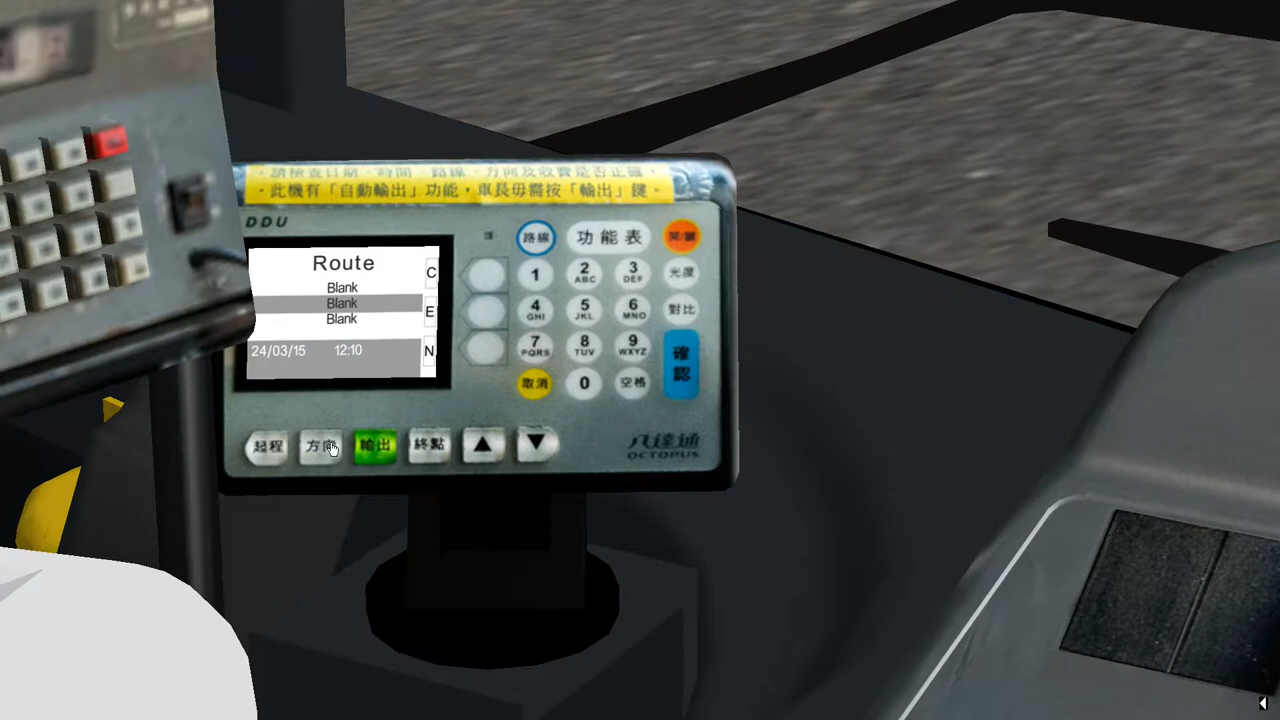 ·請檢查日期、時間、路線、方向及收費是否正確。
·此機有「自動輸出」功能，車長毋需按「輸出」鍵。
DDU
Route
Blank
Blank
Blank
24/03/15 12:10
C
E
N
路線 功能表
1 2 ABC 3 DEF 光度
4 GHI 5 JKL 6 MNO 對比
7 PQRS 8 TUV 9 WXYZ 確認
取消 0 空格
起程 方向 輸出 終點 ▲ ▼
八達通
OCTOPUS